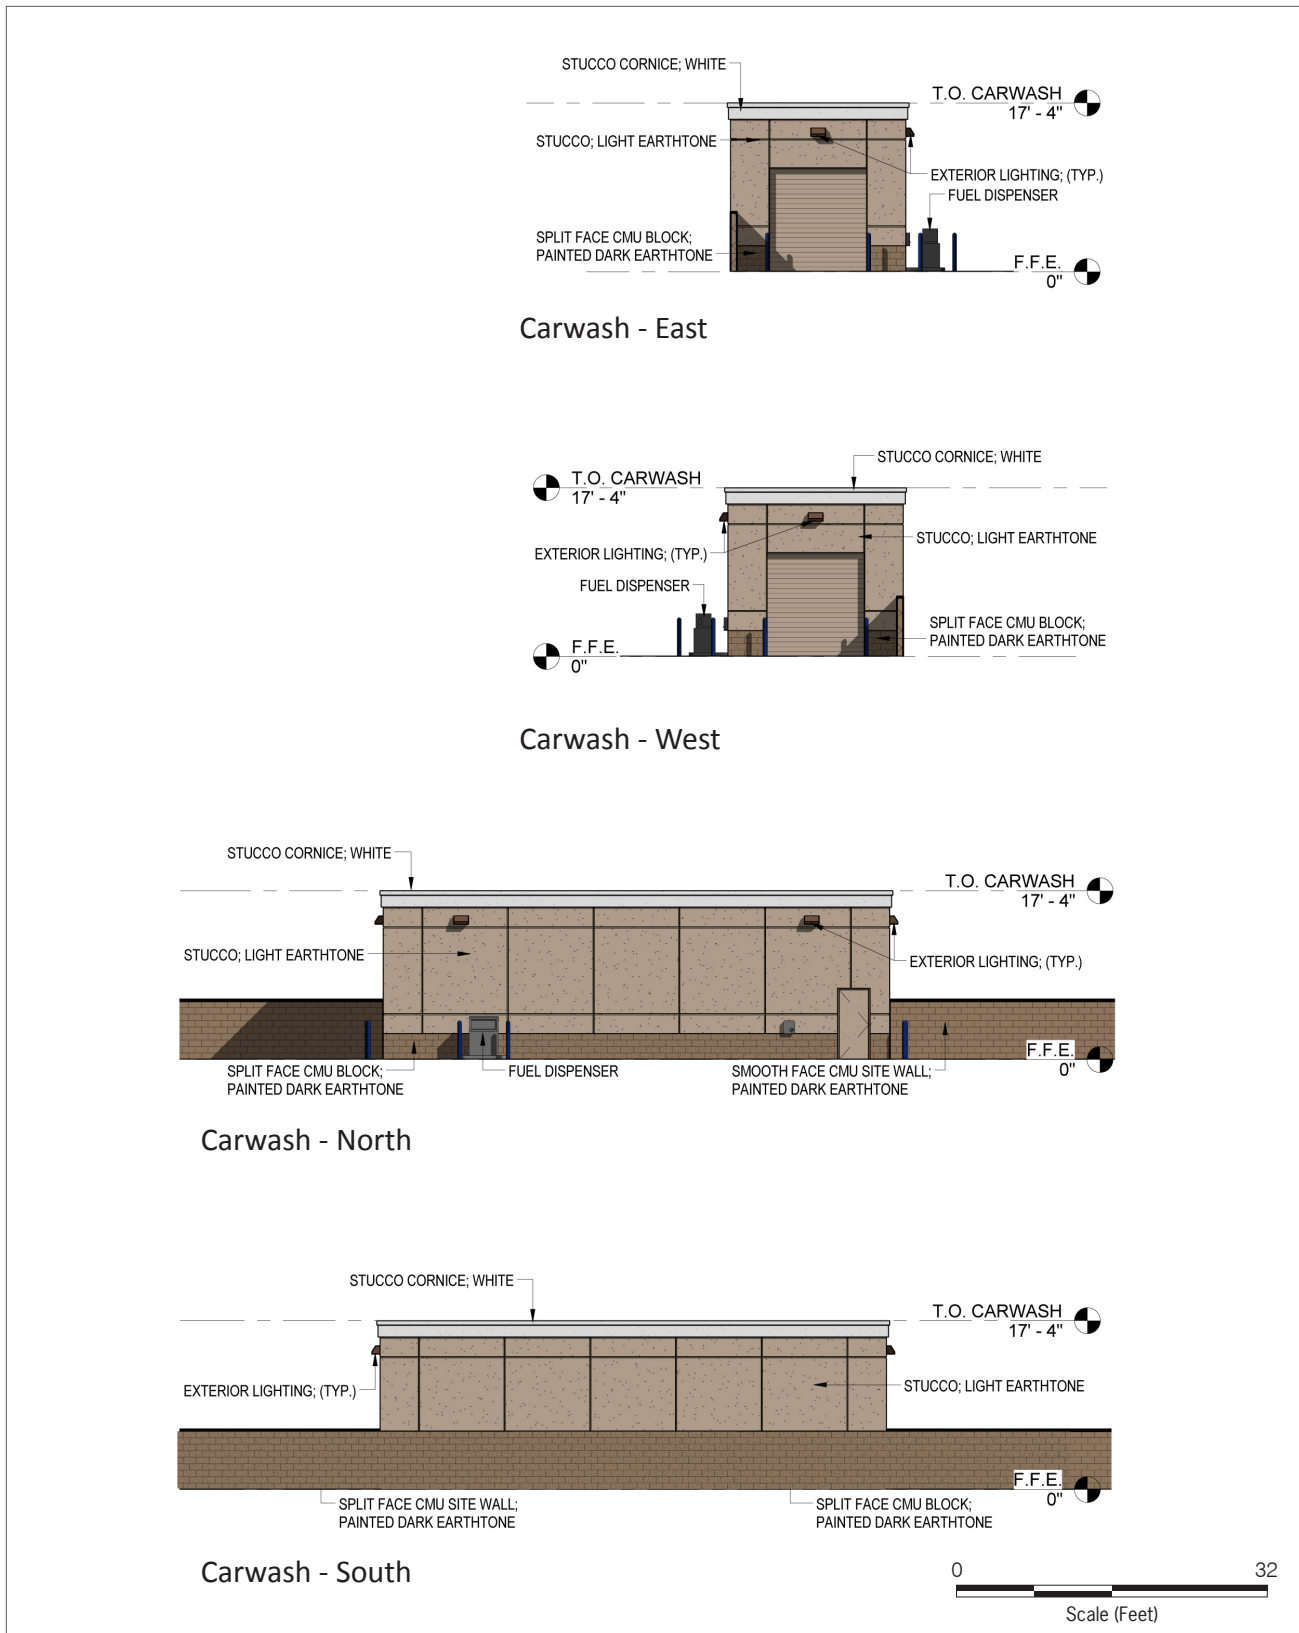 STUCCO CORNICE; WHITE
T.O. CARWASH
17' - 4"
STUCCO; LIGHT EARTHTONE
EXTERIOR LIGHTING; (TYP.)
FUEL DISPENSER
SPLIT FACE CMU BLOCK;
PAINTED DARK EARTHTONE
F.F.E.
0"
Carwash - East
STUCCO CORNICE; WHITE
T.O. CARWASH
17' - 4"
STUCCO; LIGHT EARTHTONE
EXTERIOR LIGHTING; (TYP.)
FUEL DISPENSER
SPLIT FACE CMU BLOCK;
PAINTED DARK EARTHTONE
F.F.E.
0"
Carwash - West
STUCCO CORNICE; WHITE
T.O. CARWASH
17' - 4"
STUCCO; LIGHT EARTHTONE
EXTERIOR LIGHTING; (TYP.)
F.F.E.
0"
SPLIT FACE CMU BLOCK;
PAINTED DARK EARTHTONE
FUEL DISPENSER
SMOOTH FACE CMU SITE WALL;
PAINTED DARK EARTHTONE
Carwash - North
STUCCO CORNICE; WHITE
T.O. CARWASH
17' - 4"
EXTERIOR LIGHTING; (TYP.)
STUCCO; LIGHT EARTHTONE
F.F.E.
0"
SPLIT FACE CMU SITE WALL;
PAINTED DARK EARTHTONE
SPLIT FACE CMU BLOCK;
PAINTED DARK EARTHTONE
Carwash - South
0 32
Scale (Feet)